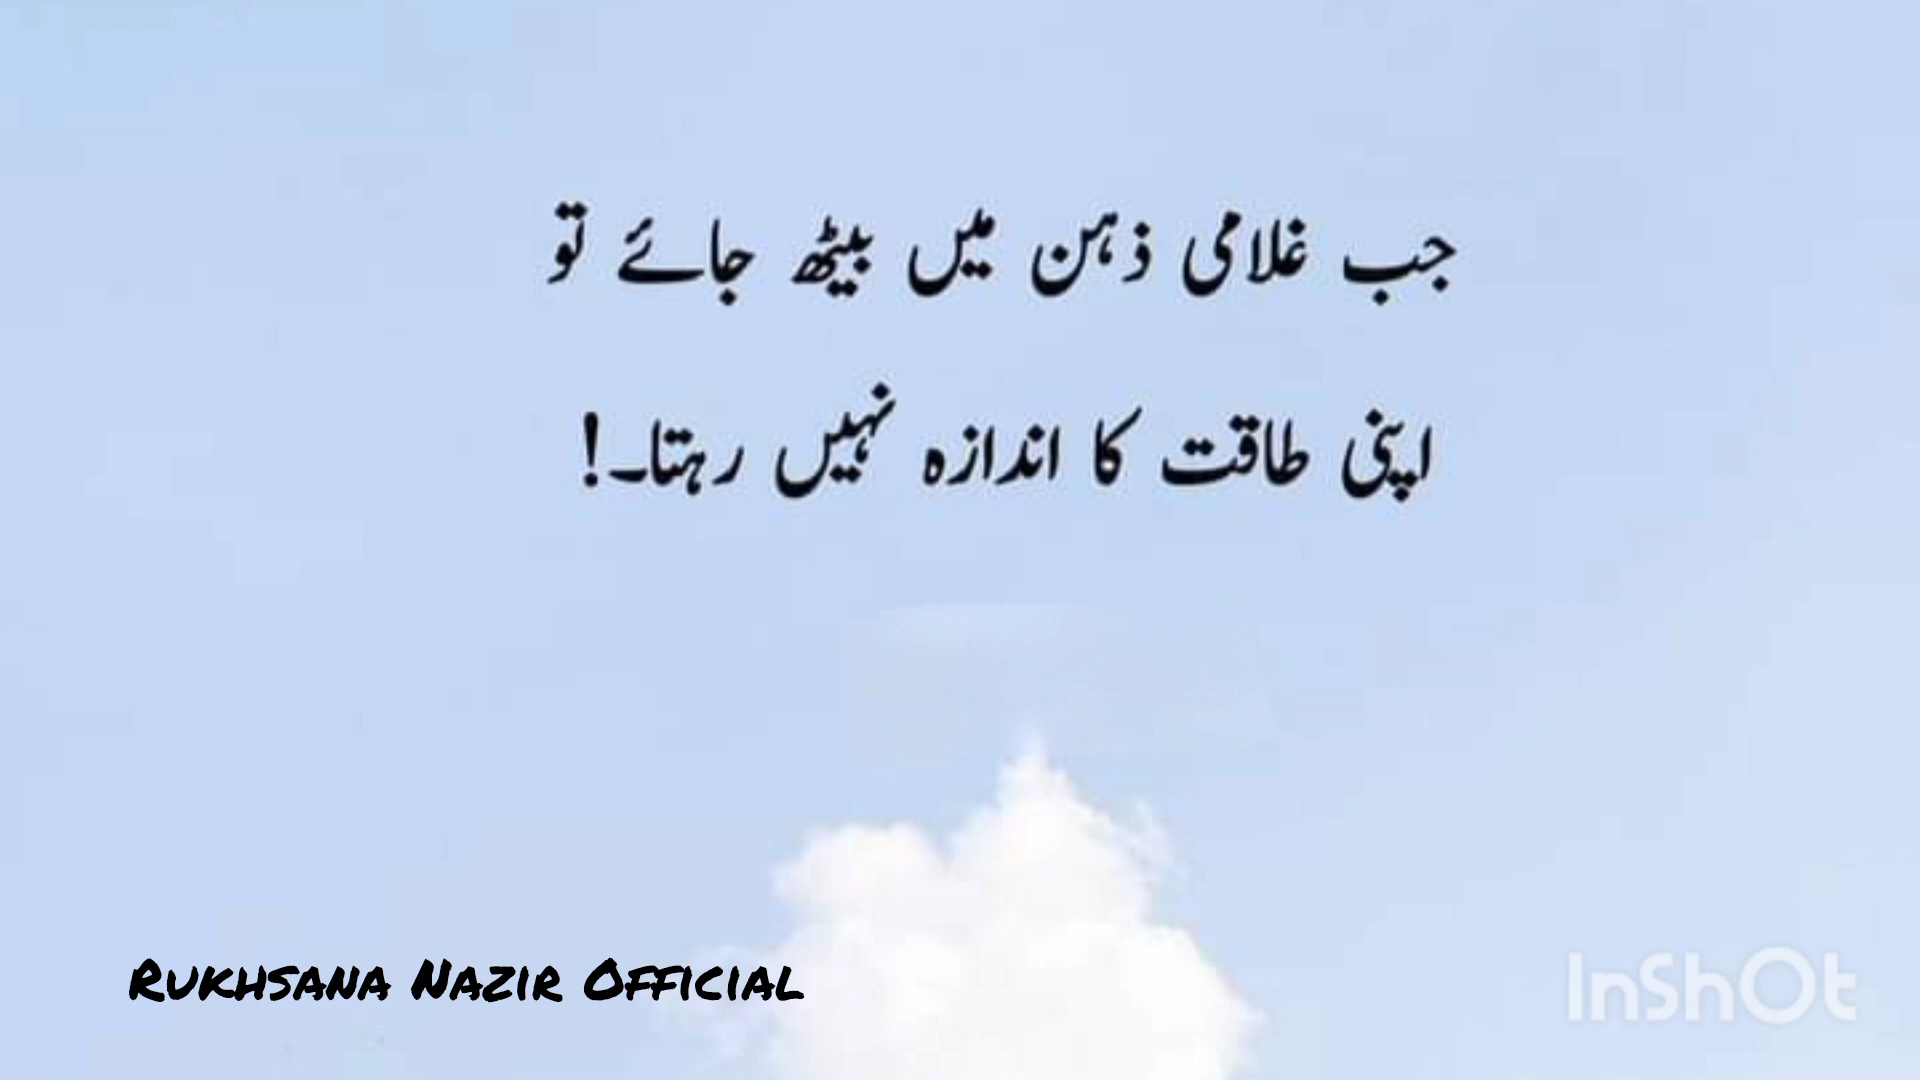 جب غلامی ذہن میں بیٹھ جائے تو
اپنی طاقت کا اندازہ نہیں رہتا۔!
Rukhsana Nazir Official
InShOt